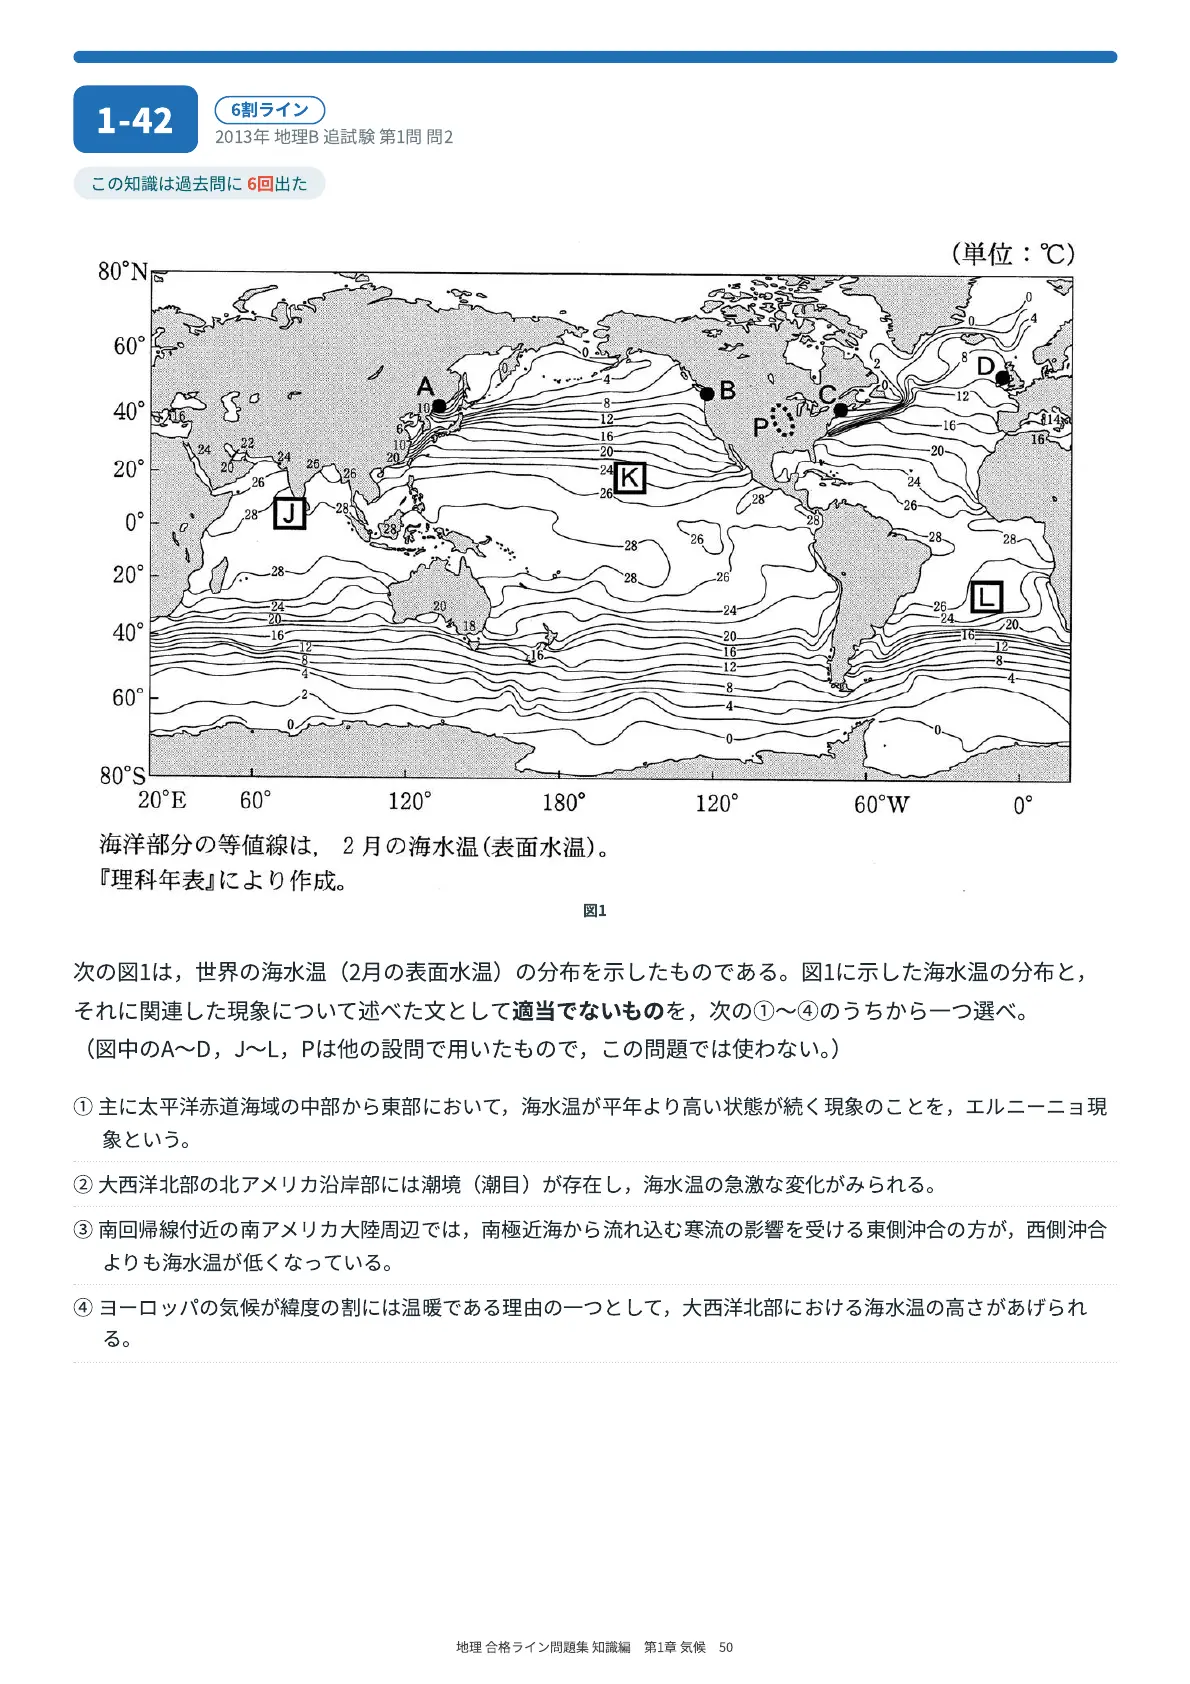 1-42
6割ライン
2013年 地理B 追試験 第1問 問2
この知識は過去問に 6回出た
(単位：℃)
80°N
60°
40°
20°
0°
20°
40°
60°
80°S
20°E 60° 120° 180° 120° 60°W 0°
A
B
C
D
P
J
K
L
海洋部分の等値線は，2月の海水温(表面水温)。
『理科年表』により作成。
図1
次の図1は，世界の海水温（2月の表面水温）の分布を示したものである。図1に示した海水温の分布と，
それに関連した現象について述べた文として適当でないものを，次の①～④のうちから一つ選べ。
（図中のA～D，J～L，Pは他の設問で用いたもので，この問題では使わない。）
① 主に太平洋赤道海域の中部から東部において，海水温が平年より高い状態が続く現象のことを，エルニーニョ現
象という。
② 大西洋北部の北アメリカ沿岸部には潮境（潮目）が存在し，海水温の急激な変化がみられる。
③ 南回帰線付近の南アメリカ大陸周辺では，南極近海から流れ込む寒流の影響を受ける東側沖合の方が，西側沖合
よりも海水温が低くなっている。
④ ヨーロッパの気候が緯度の割には温暖である理由の一つとして，大西洋北部における海水温の高さがあげられ
る。
地理 合格ライン問題集 知識編 第1章 気候 50